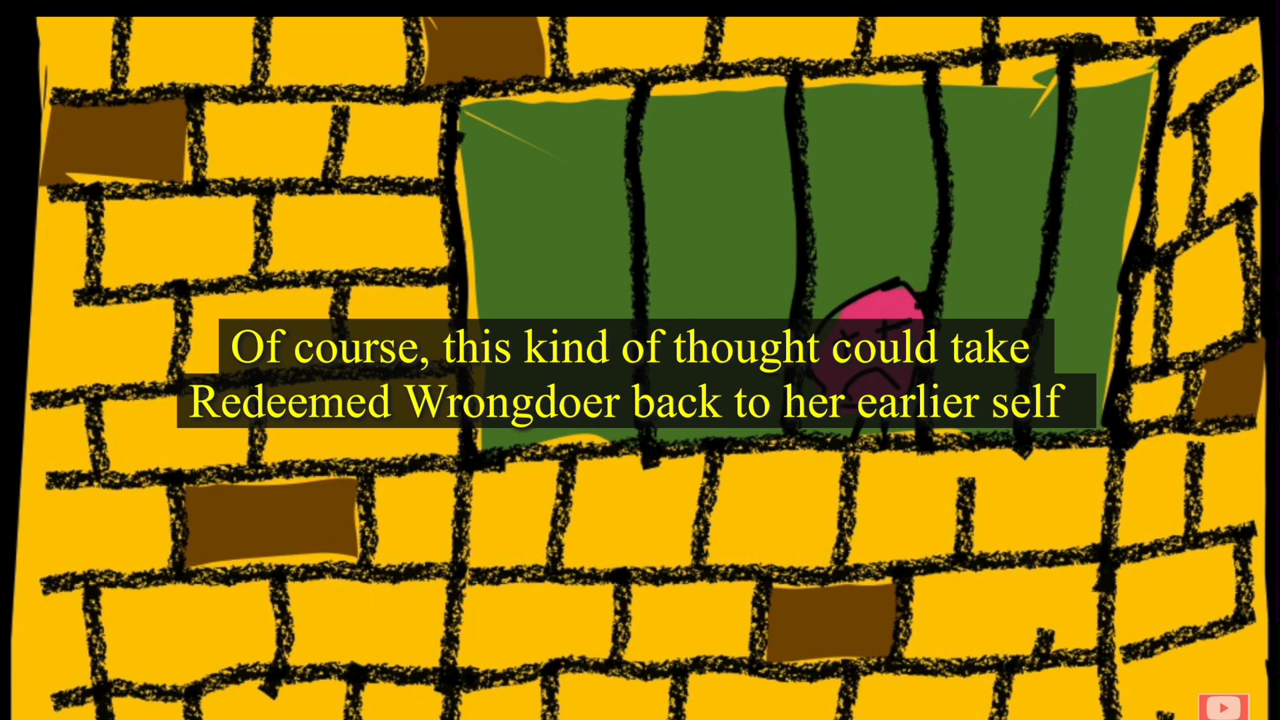 Of course, this kind of thought could take
Redeemed Wrongdoer back to her earlier self